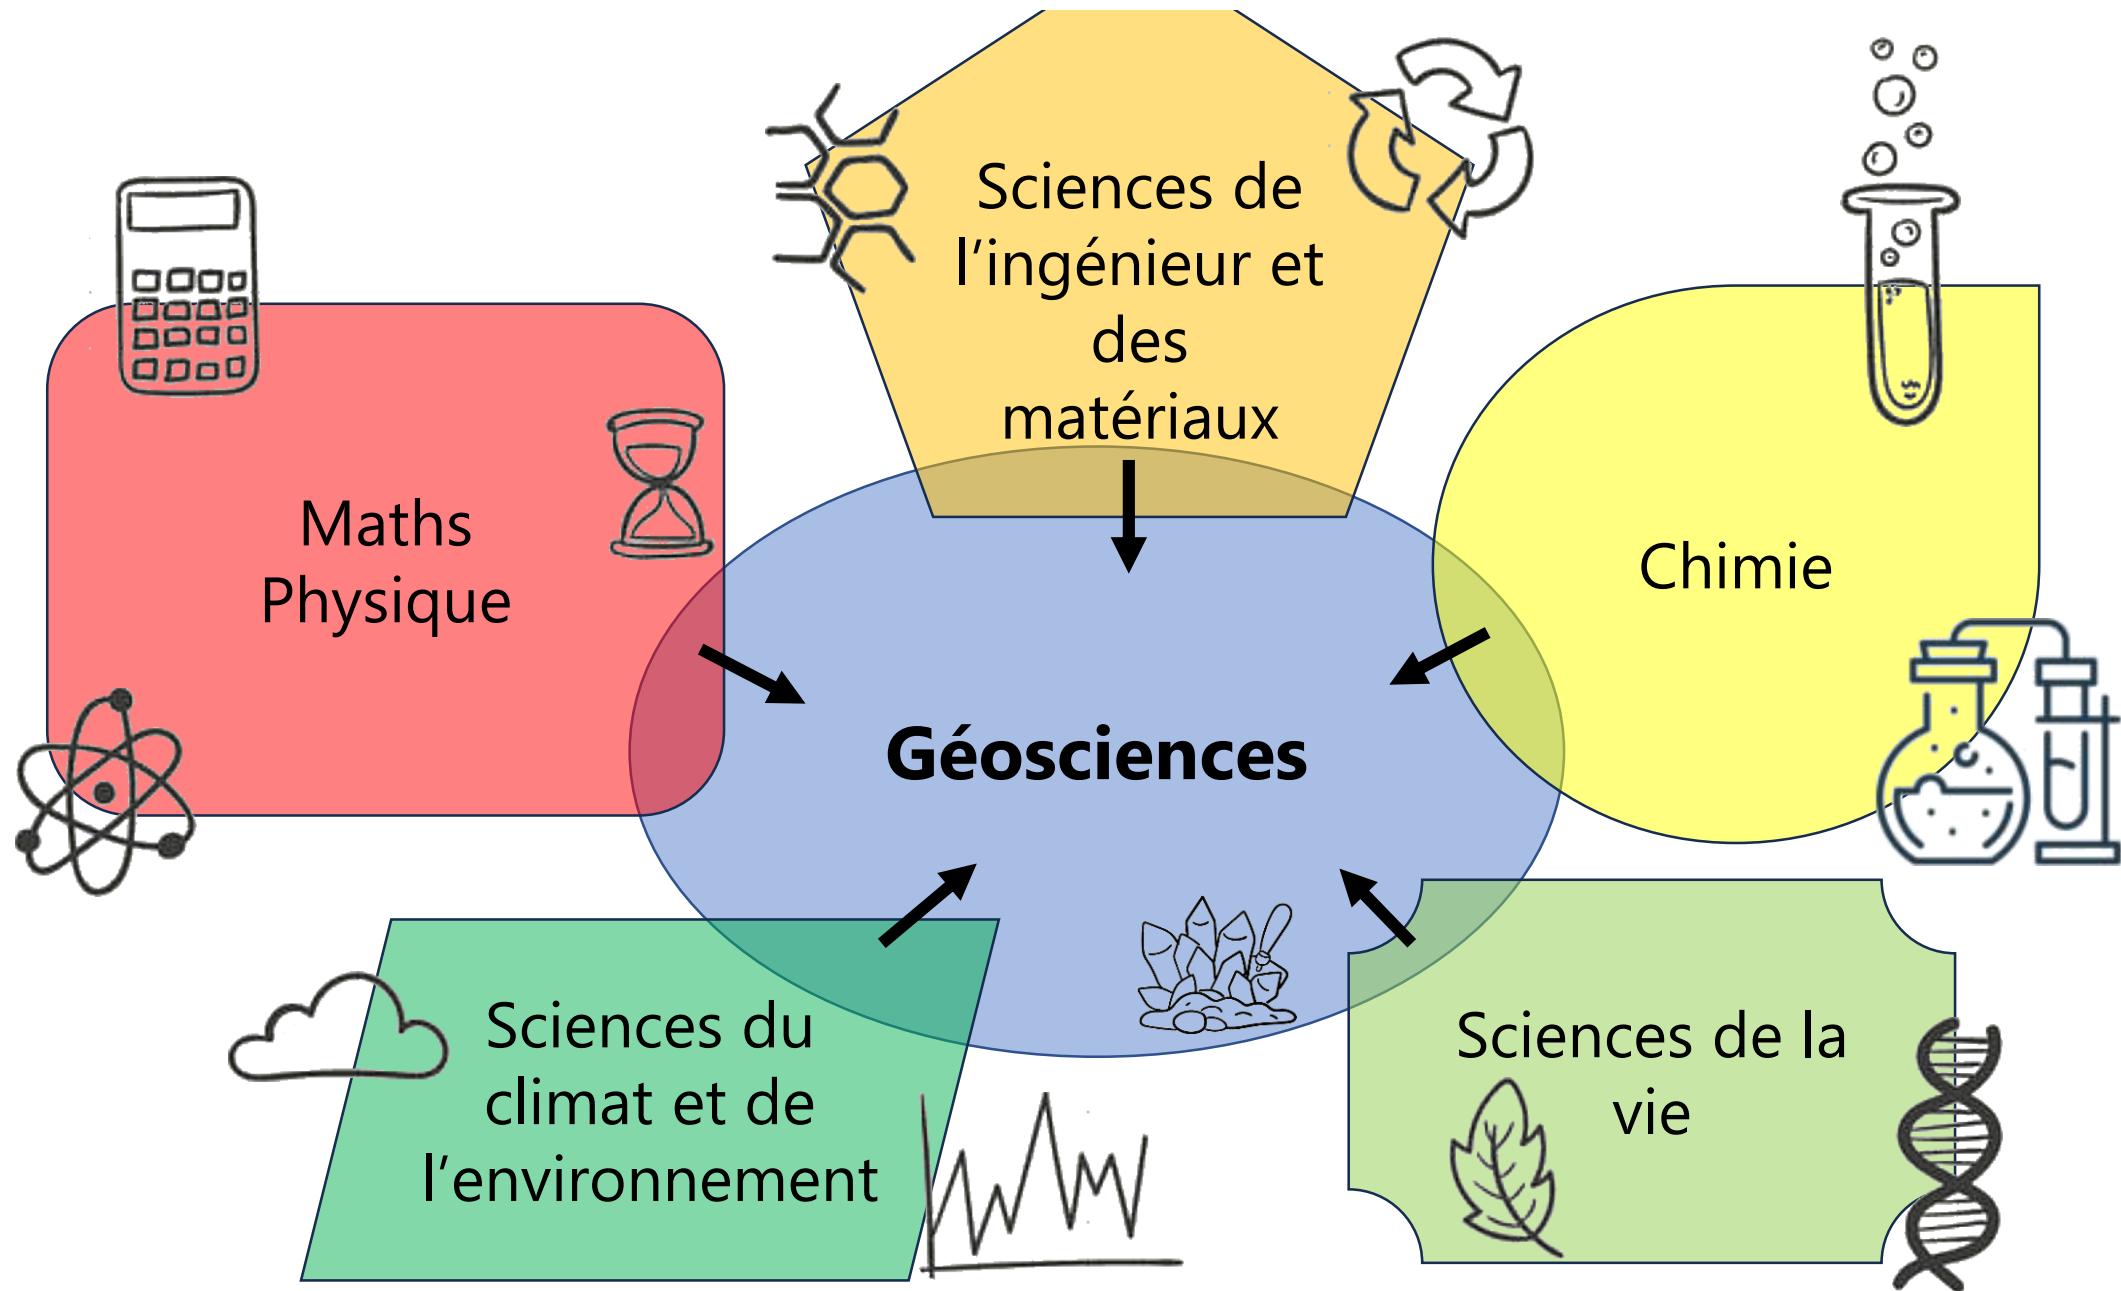 Sciences de
l’ingénieur et
des
matériaux
Maths
Physique
Chimie
Géosciences
Sciences du
climat et de
l’environnement
Sciences de la
vie